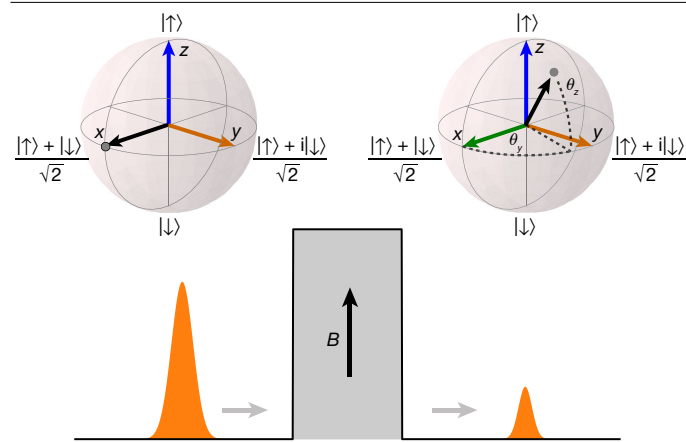 |↑⟩
z
x
y
|↑⟩ + |↓⟩
√2
|↑⟩ + i|↓⟩
√2
|↓⟩
|↑⟩
z
θz
x
y
θy
|↑⟩ + |↓⟩
√2
|↑⟩ + i|↓⟩
√2
|↓⟩
B